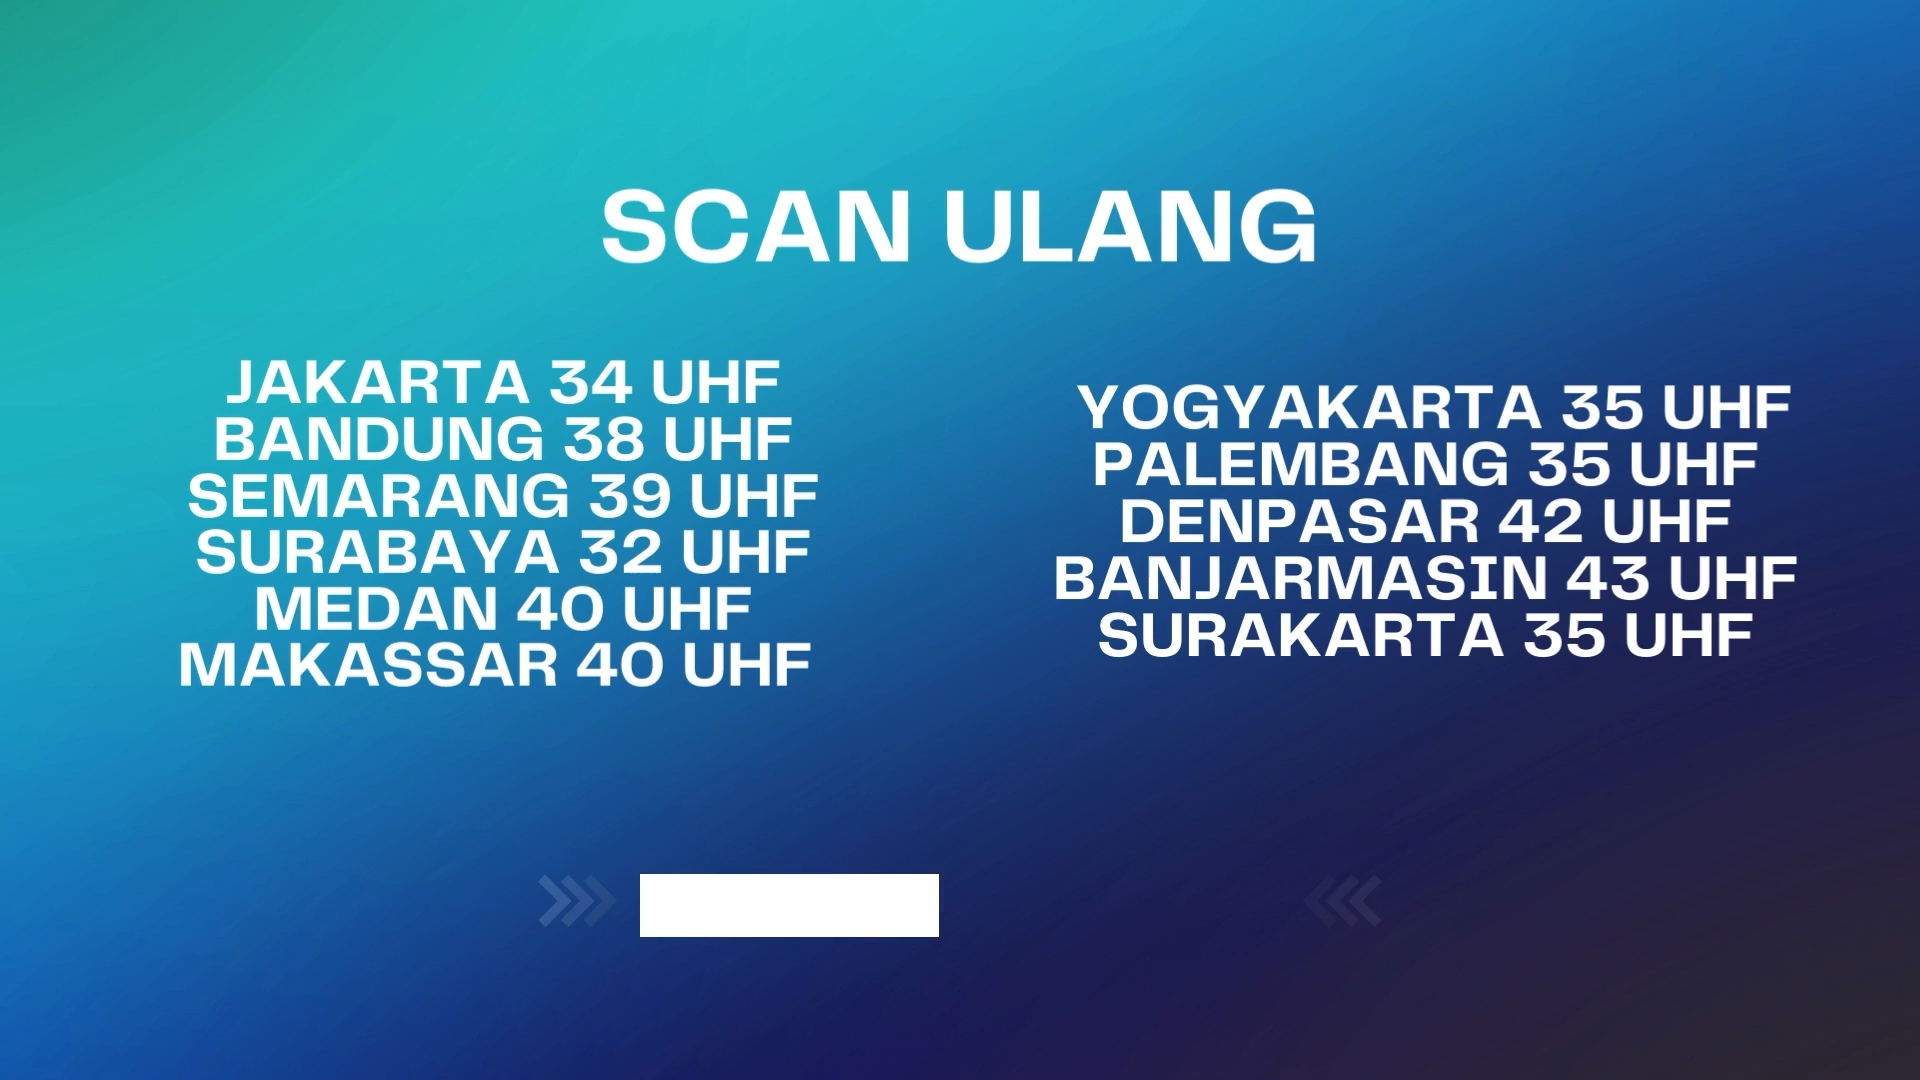 SCAN ULANG
JAKARTA 34 UHF
BANDUNG 38 UHF
SEMARANG 39 UHF
SURABAYA 32 UHF
MEDAN 40 UHF
MAKASSAR 40 UHF
YOGYAKARTA 35 UHF
PALEMBANG 35 UHF
DENPASAR 42 UHF
BANJARMASIN 43 UHF
SURAKARTA 35 UHF